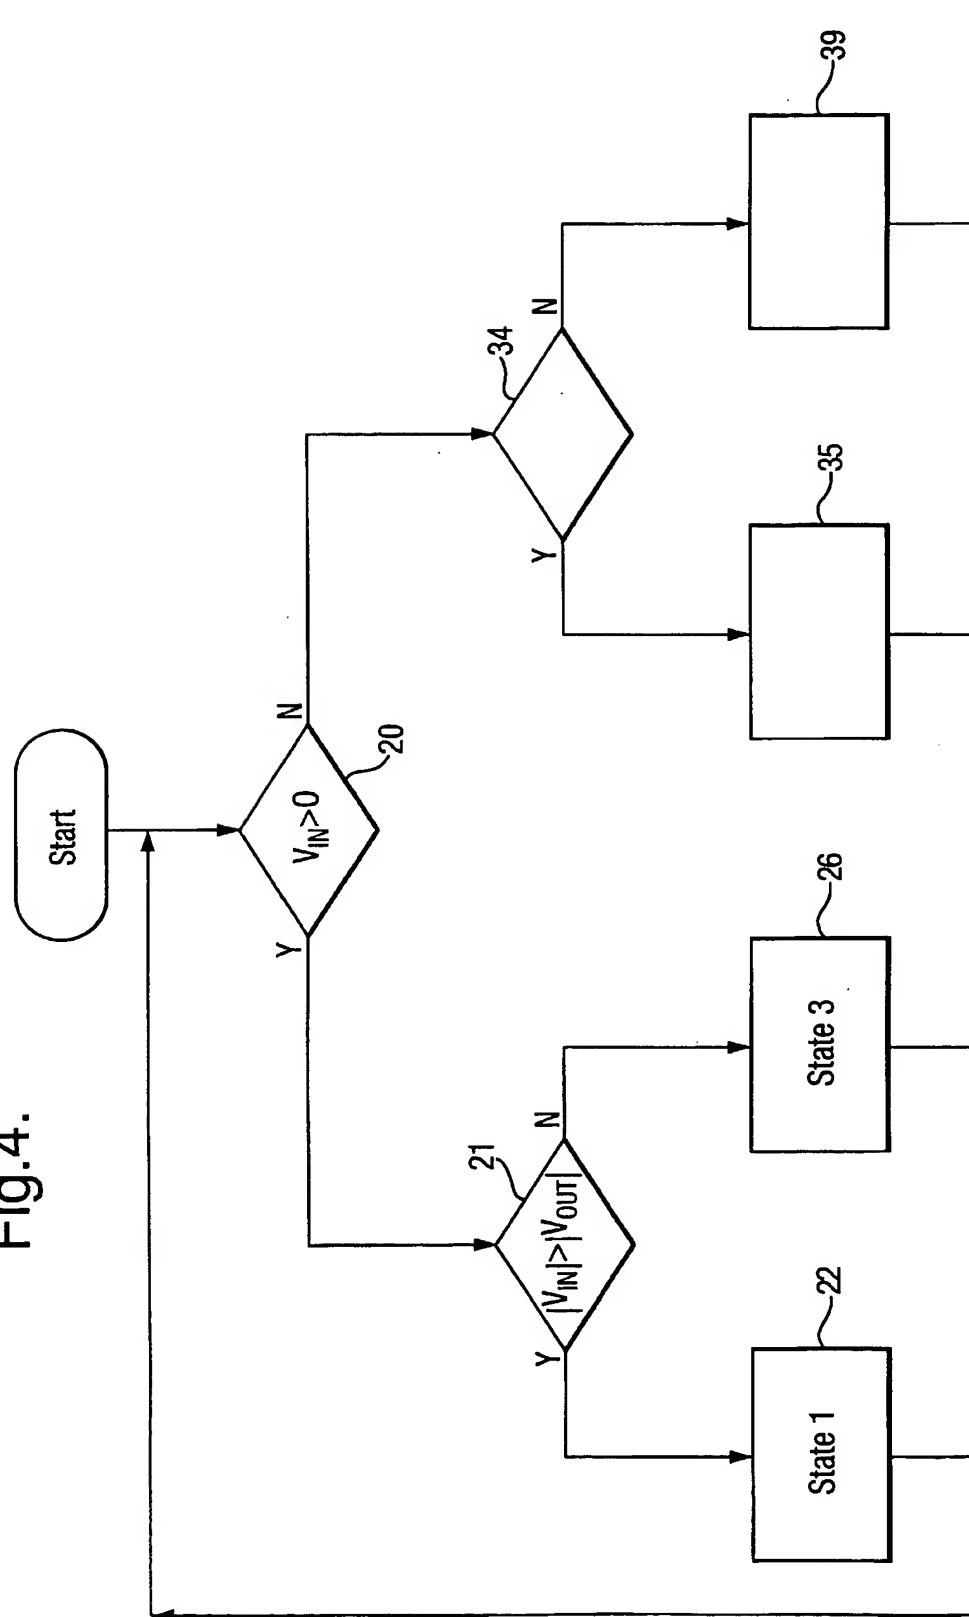 Fig.4.
Start
V_IN>0
20
Y
N
|V_IN|>|V_OUT|
21
Y
N
34
Y
N
State 1
22
State 3
26
35
39